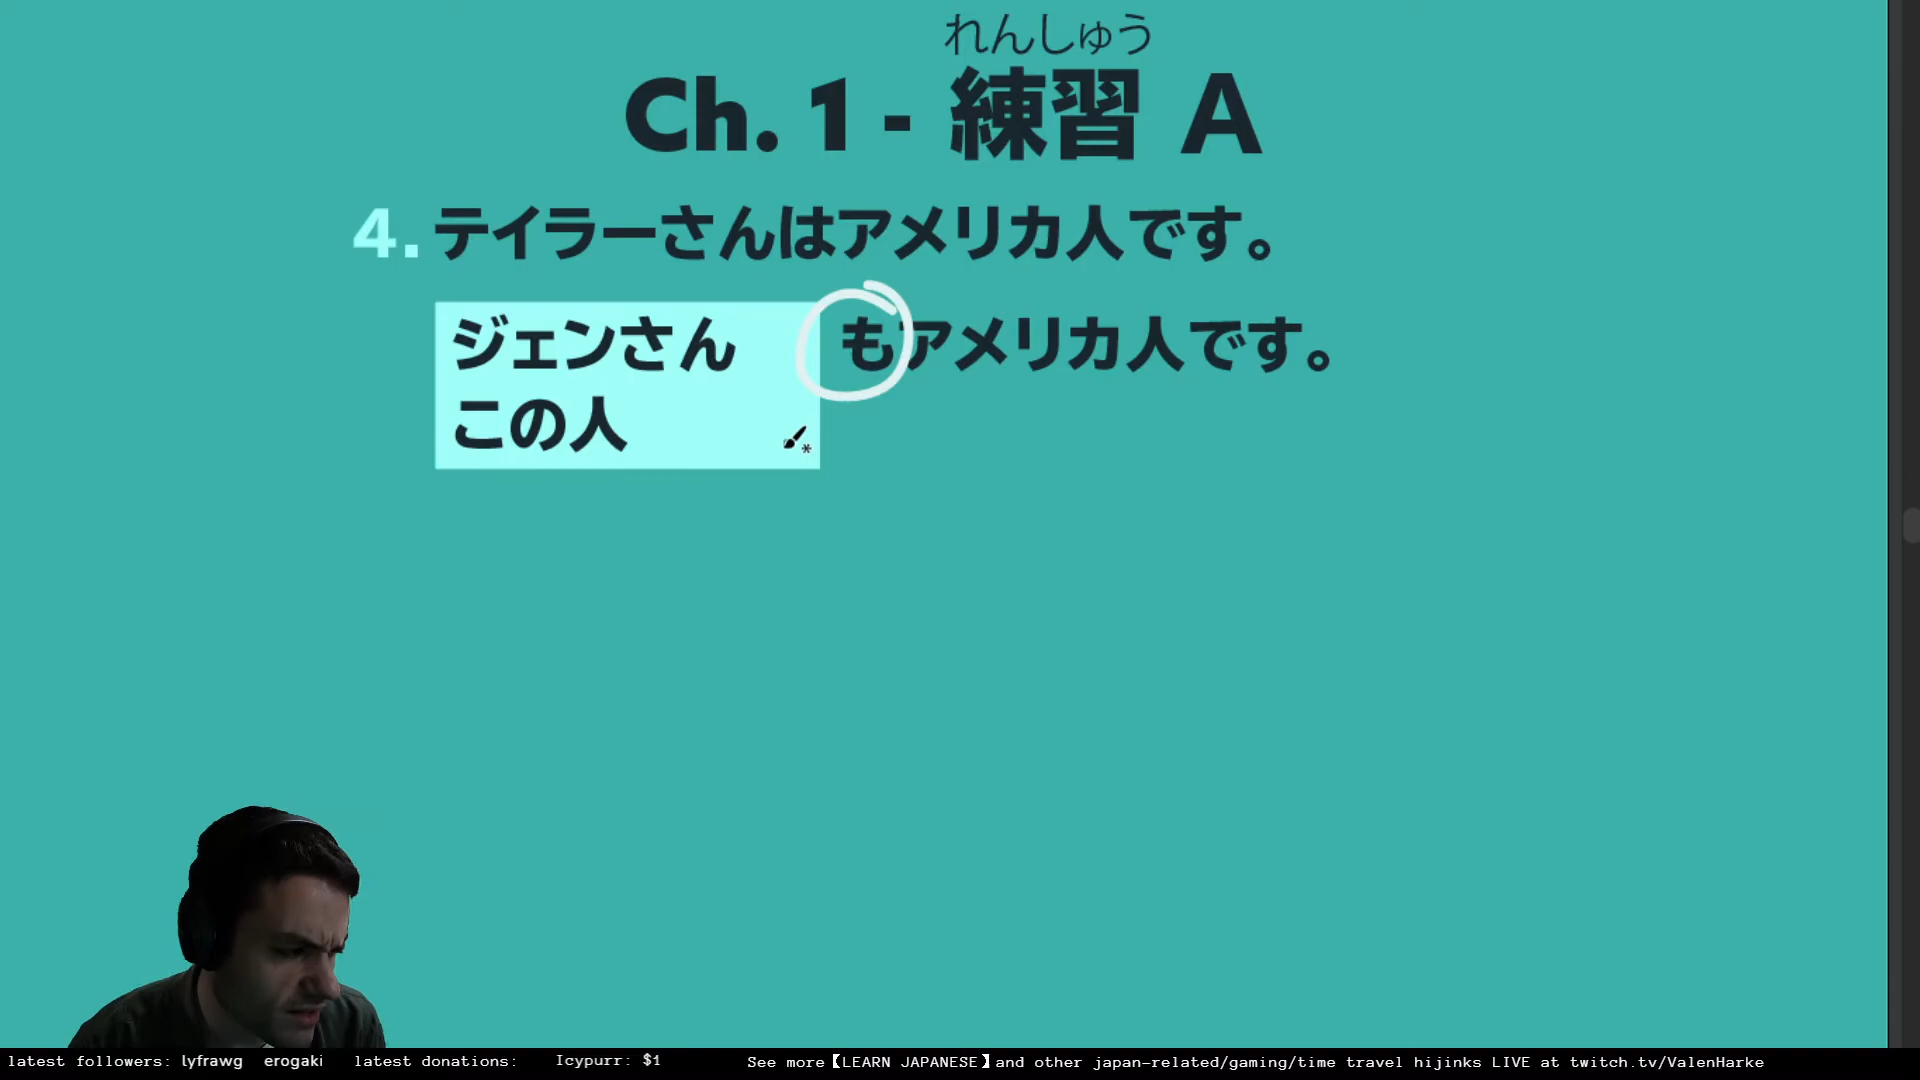 れんしゅう
Ch. 1 - 練習 A
4. テイラーさんはアメリカ人です。
ジェンさん もアメリカ人です。
この人
latest followers: lyfrawg erogaki latest donations: Icypurr: $1 See more【LEARN JAPANESE】and other japan-related/gaming/time travel hijinks LIVE at twitch.tv/ValenHarke